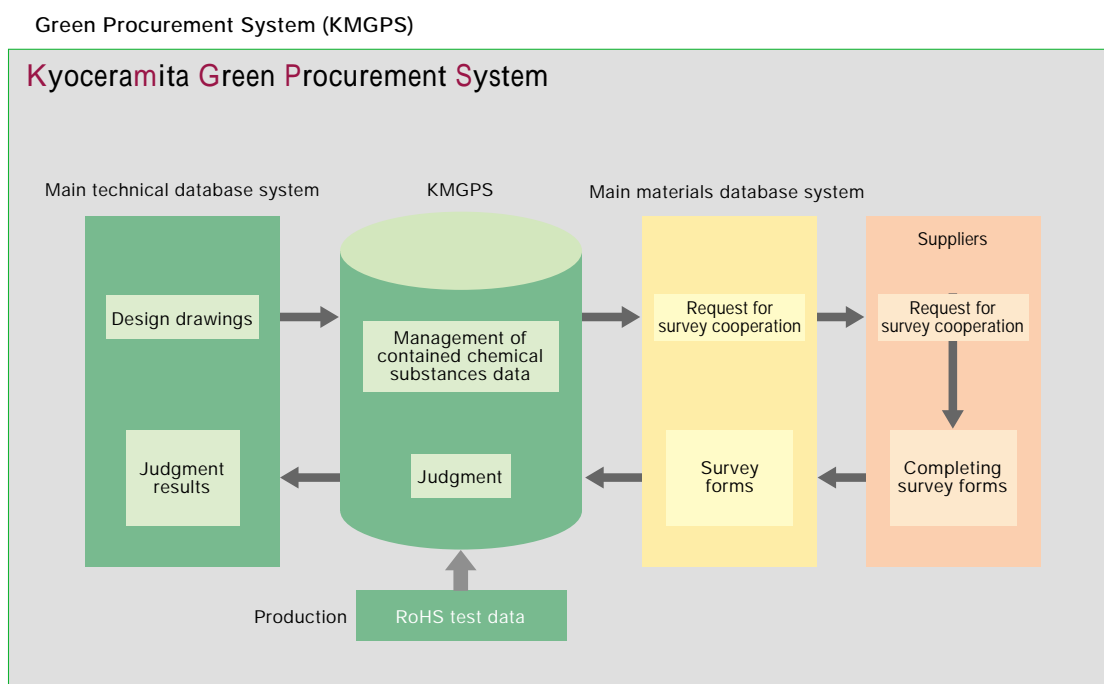 Green Procurement System (KMGPS)
Kyoceramita Green Procurement System
Main technical database system
KMGPS
Main materials database system
Suppliers
Design drawings
Management of
contained chemical
substances data
Request for
survey cooperation
Request for
survey cooperation
Judgment
results
Judgment
Survey
forms
Completing
survey forms
Production
RoHS test data